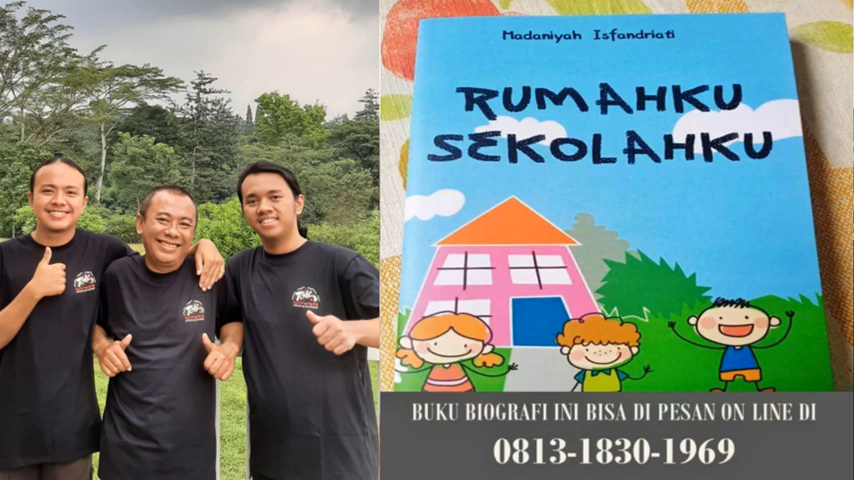 Madaniyah Isfandriati
RUMAHKU
SEKOLAHKU
BUKU BIOGRAFI INI BISA DI PESAN ON LINE DI
0813-1830-1969